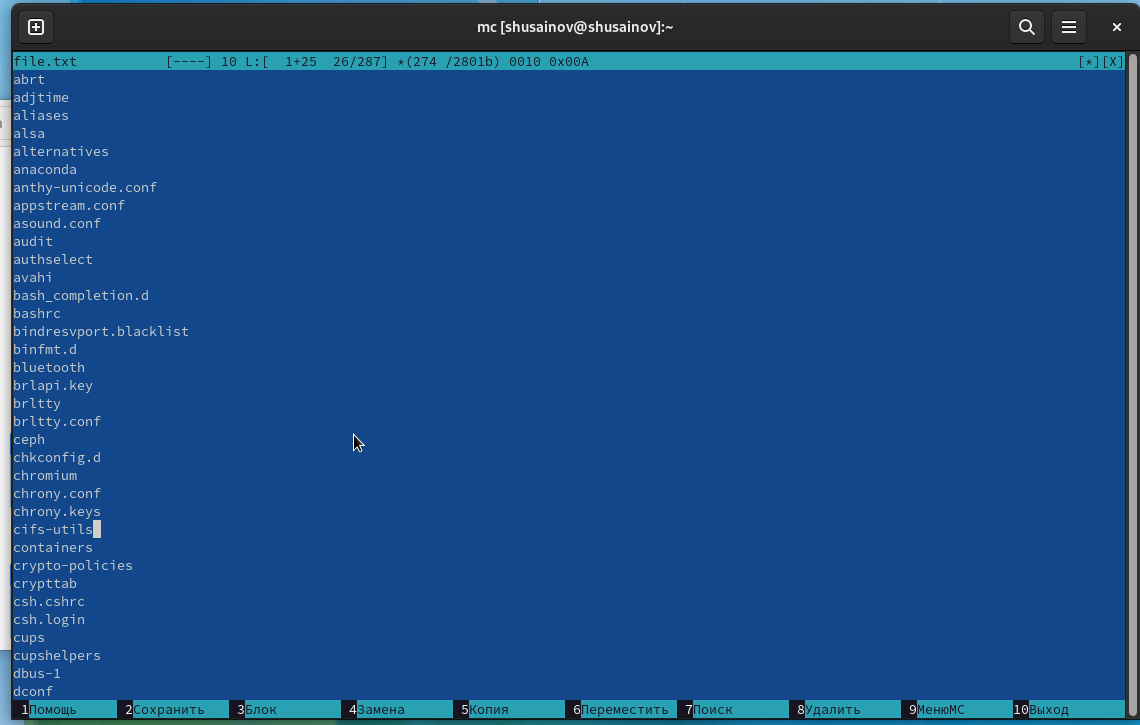 mc [shusainov@shusainov]:~
file.txt [----] 10 L:[ 1+25 26/287] *(274 /2801b) 0010 0x00A [*][X]
abrt
adjtime
aliases
alsa
alternatives
anaconda
anthy-unicode.conf
appstream.conf
asound.conf
audit
authselect
avahi
bash_completion.d
bashrc
bindresvport.blacklist
binfmt.d
bluetooth
brlapi.key
brltty
brltty.conf
ceph
chkconfig.d
chromium
chrony.conf
chrony.keys
cifs-utils
containers
crypto-policies
crypttab
csh.cshrc
csh.login
cups
cupshelpers
dbus-1
dconf
1Помощь 2Сохранить 3Блок 4Замена 5Копия 6Переместить 7Поиск 8Удалить 9МенюMC 10Выход